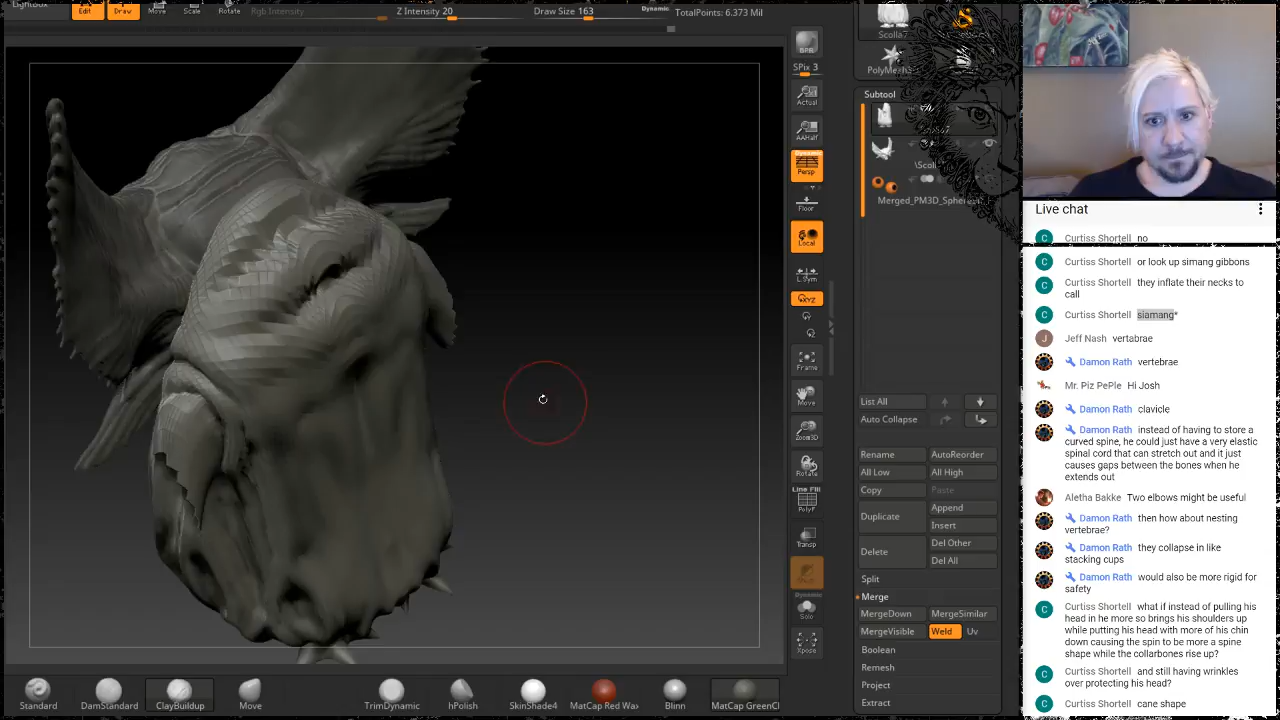 Lightbox
Edit
Draw
Move
Scale
Rotate
Rgb Intensity
Z Intensity 20
Draw Size 163
Dynamic
TotalPoints: 6.373 Mil
BPR
SPix 3
Actual
AAHalf
Dynamic
Persp
Floor
Local
L.Sym
XYZ
Frame
Move
Zoom3D
Rotate
Line Fill
PolyF
Transp
Dynamic
Solo
Xpose
Scolla7
Subtool
Merged_PM3D_Sphere
List All
Auto Collapse
Rename
AutoReorder
All Low
All High
Copy
Paste
Duplicate
Append
Insert
Delete
Del Other
Del All
Split
Merge
MergeDown
MergeSimilar
MergeVisible
Weld
Uv
Boolean
Remesh
Project
Extract
Standard
DamStandard
ClayBuildup
Move
TrimDynamic
hPolish
SkinShade4
MatCap Red Wax
Blinn
MatCap GreenCl
Live chat
C
Curtiss Shortell no
C
Curtiss Shortell or look up simang gibbons
C
Curtiss Shortell they inflate their necks to
call
C
Curtiss Shortell siamang*
J
Jeff Nash vertabrae
Damon Rath vertebrae
Mr. Piz PePle Hi Josh
Damon Rath clavicle
Damon Rath instead of having to store a
curved spine, he could just have a very elastic
spinal cord that can stretch out and it just
causes gaps between the bones when he
extends out
Aletha Bakke Two elbows might be useful
Damon Rath then how about nesting
vertebrae?
Damon Rath they collapse in like
stacking cups
Damon Rath would also be more rigid for
safety
C
Curtiss Shortell what if instead of pulling his
head in he more so brings his shoulders up
while putting his head with more of his chin
down causing the spin to be more a spine
shape while the collarbones rise up?
C
Curtiss Shortell and still having wrinkles
over protecting his head?
C
Curtiss Shortell cane shape